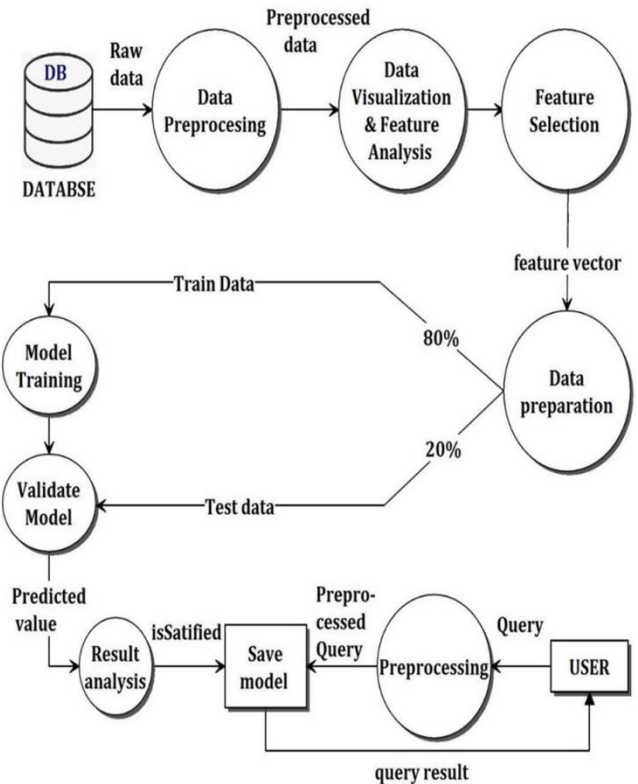 Preprocessed
data
Raw
data
DB
DATABSE
Data
Preprocesing
Data
Visualization
& Feature
Analysis
Feature
Selection
feature vector
Train Data
80%
Data
preparation
Model
Training
20%
Test data
Validate
Model
Predicted
value
Result
analysis
isSatified
Save
model
Prepro-
cessed
Query
Preprocessing
Query
USER
query result